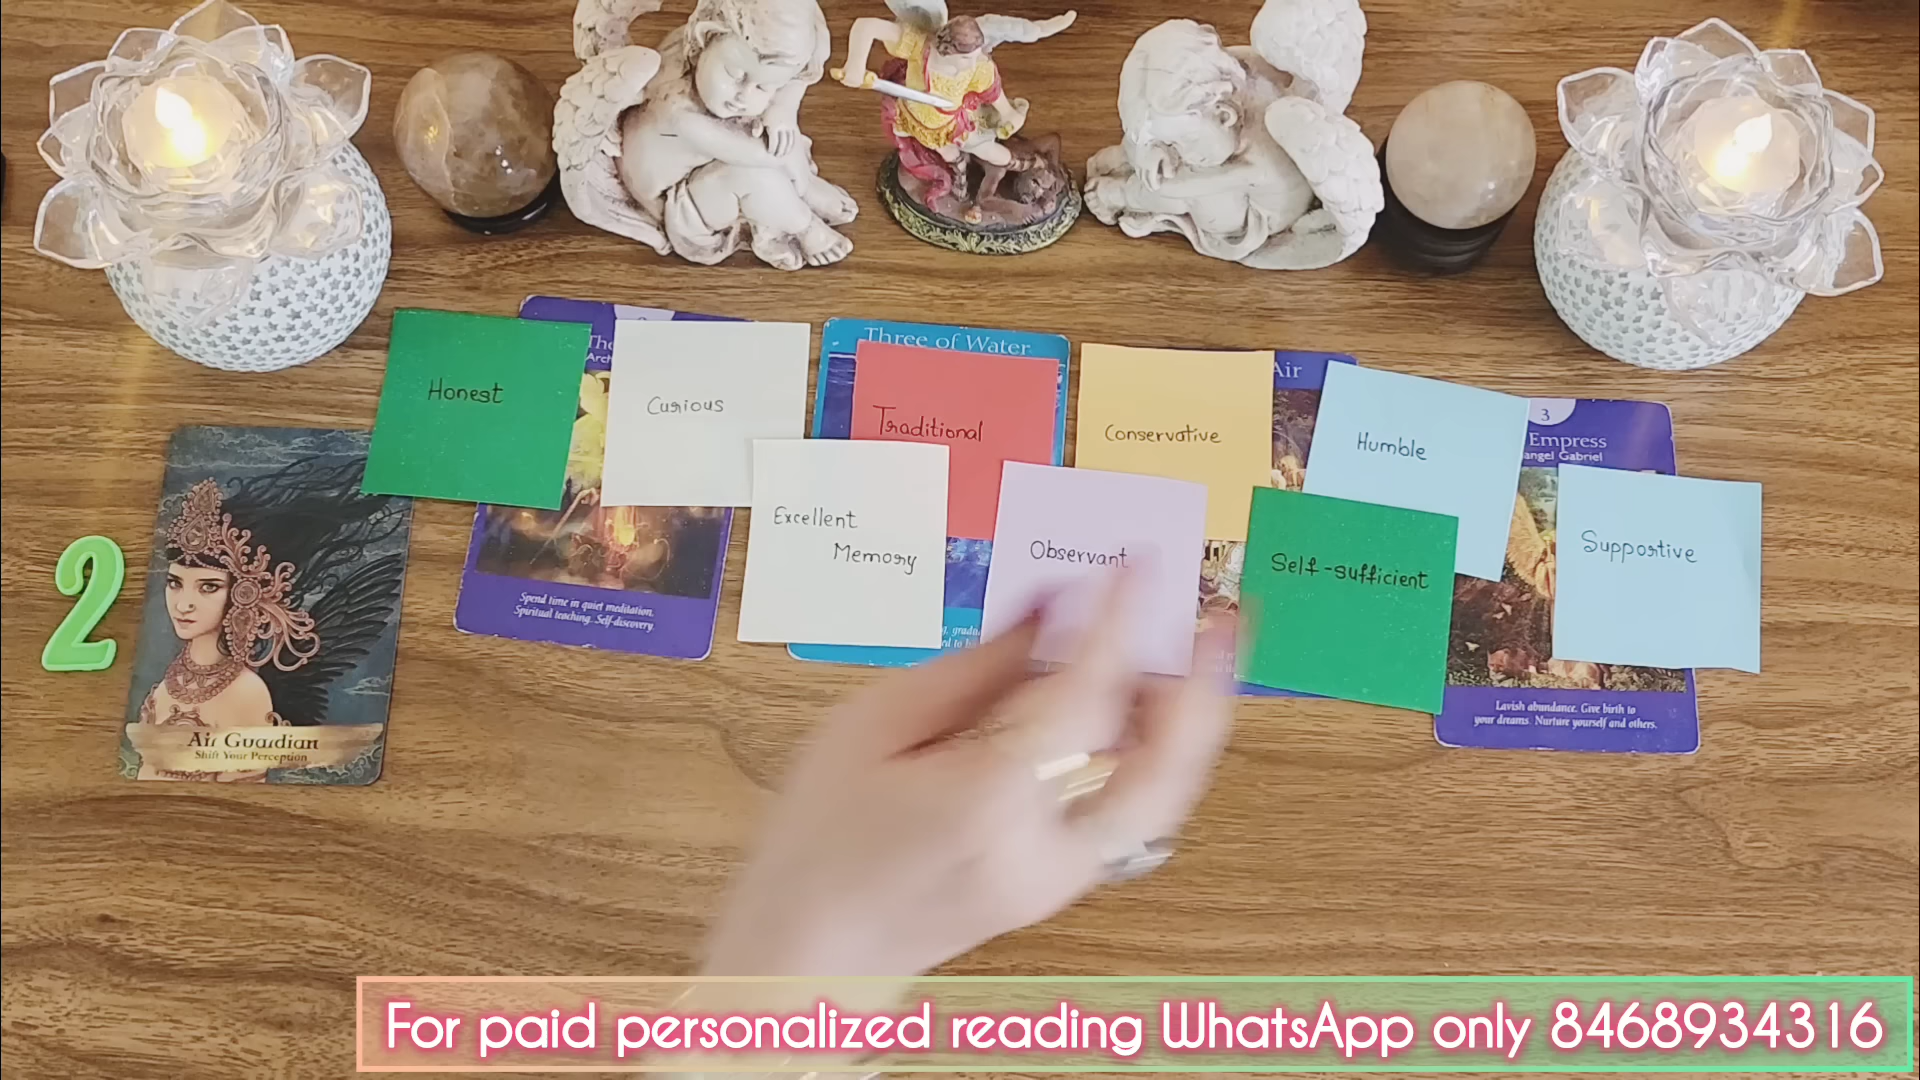 Three of Water
Air
3
Empress
angel Gabriel
Honest
Curious
Traditional
Conservative
Humble
Excellent
Memory
Observant
Self-sufficient
Supportive
2
Spend time in quiet meditation.
Spiritual teaching. Self-discovery.
Lavish abundance. Give birth to
your dreams. Nurture yourself and others.
Air Guardian
Shift Your Perception
For paid personalized reading WhatsApp only 8468934316